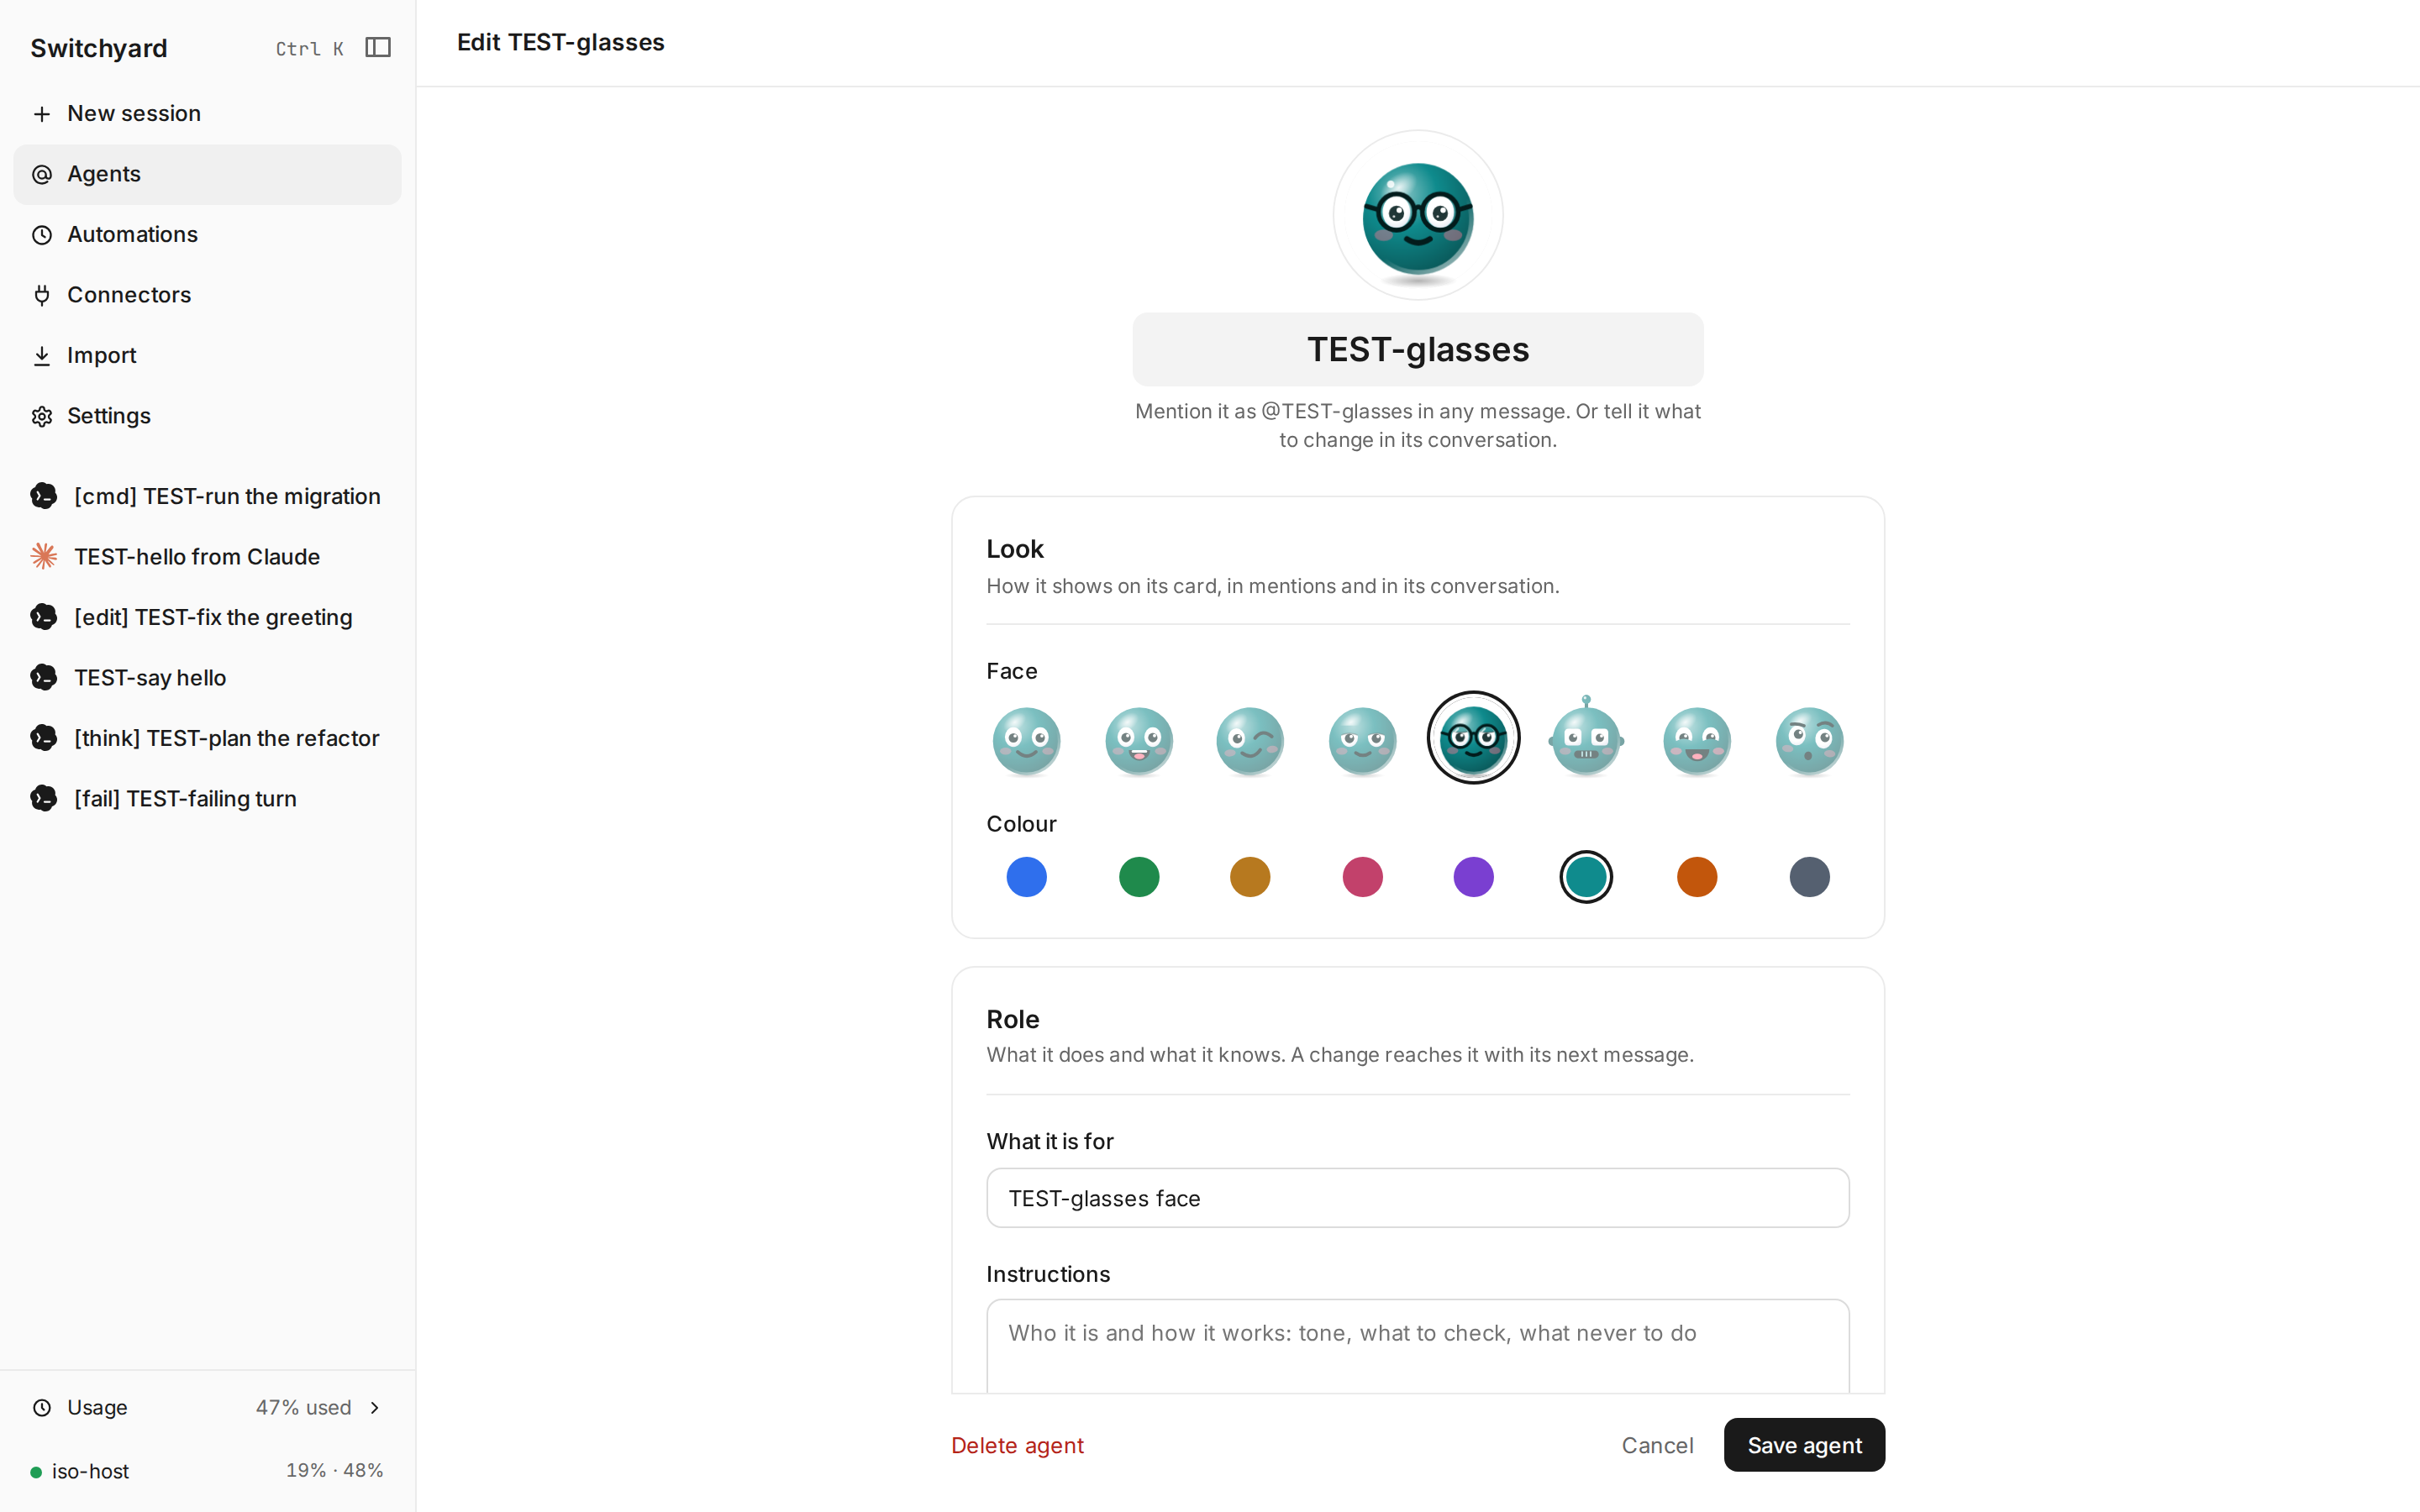 Switchyard
Ctrl K
New session
Agents
Automations
Connectors
Import
Settings
[cmd] TEST-run the migration
TEST-hello from Claude
[edit] TEST-fix the greeting
TEST-say hello
[think] TEST-plan the refactor
[fail] TEST-failing turn
Usage
47% used
iso-host
19% · 48%
Edit TEST-glasses
TEST-glasses
Mention it as @TEST-glasses in any message. Or tell it what
to change in its conversation.
Look
How it shows on its card, in mentions and in its conversation.
Face
Colour
Role
What it does and what it knows. A change reaches it with its next message.
What it is for
TEST-glasses face
Instructions
Who it is and how it works: tone, what to check, what never to do
Delete agent
Cancel
Save agent